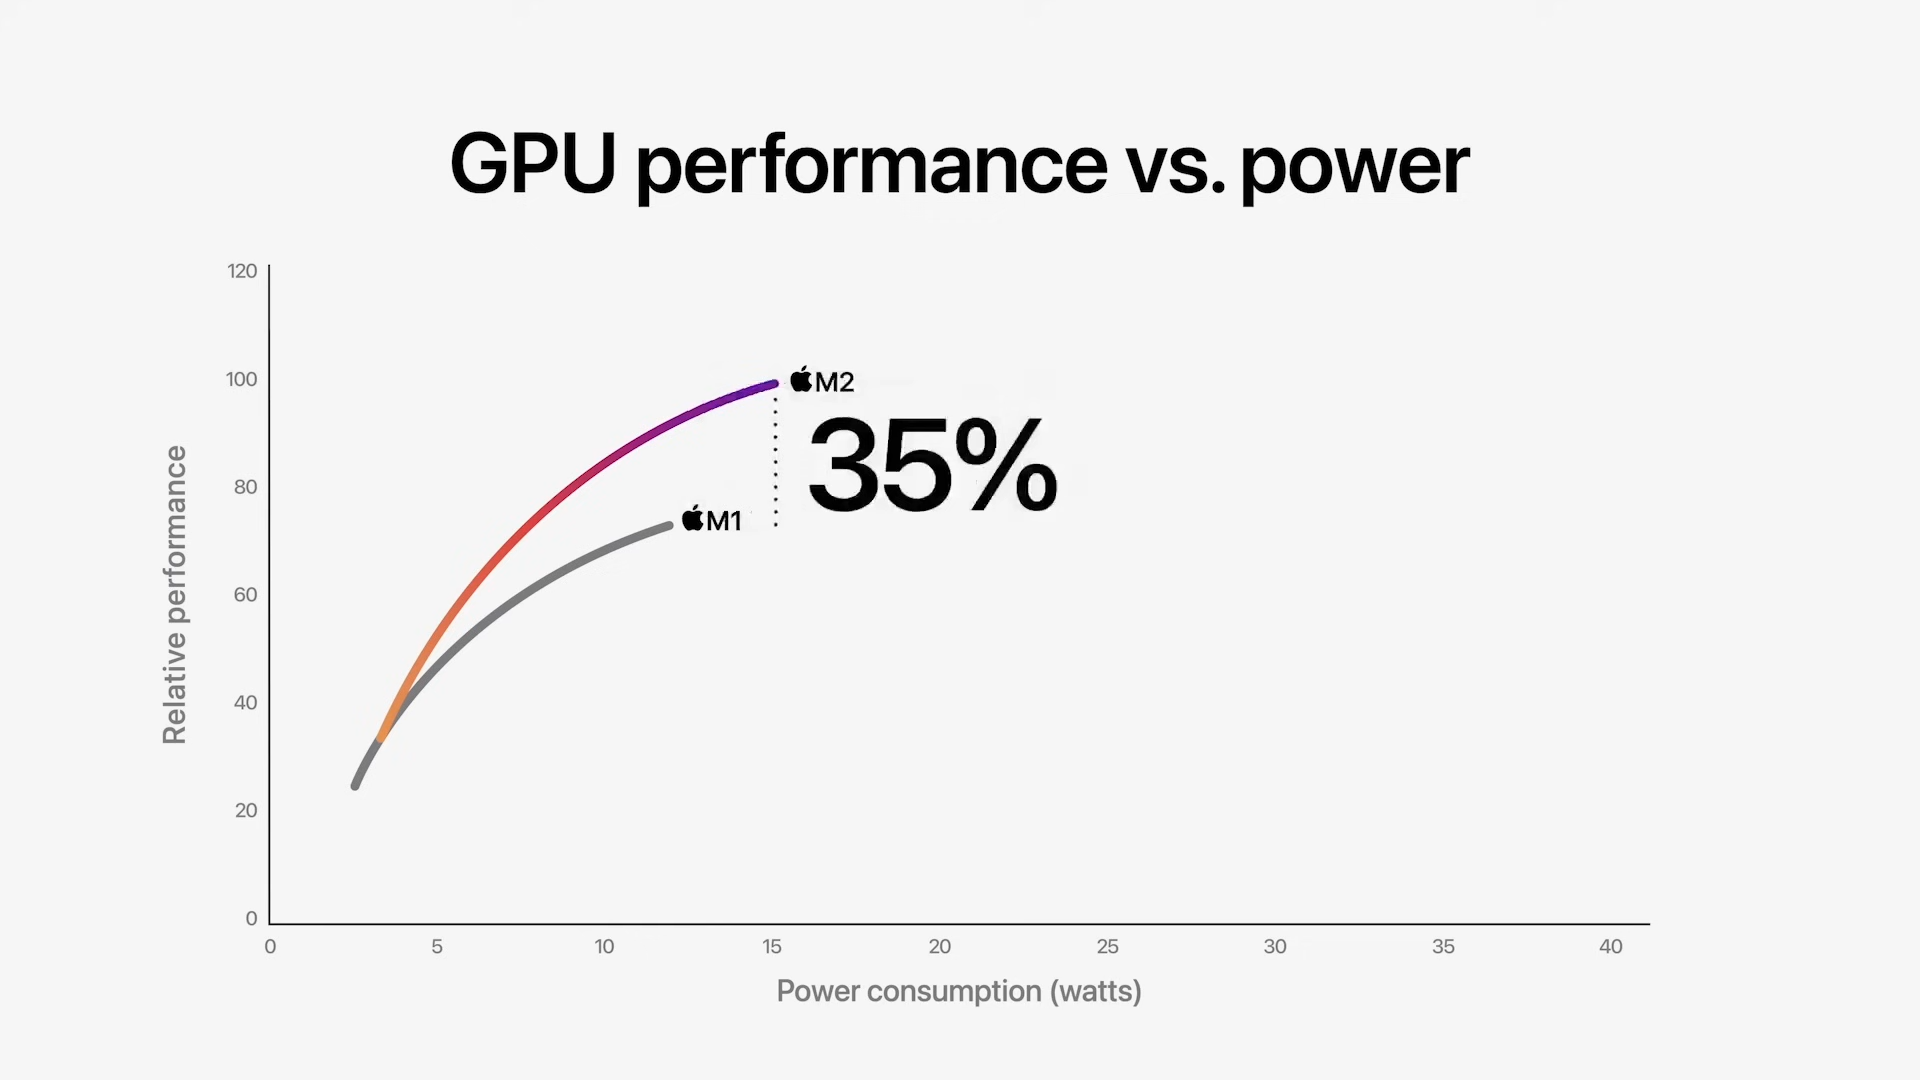 GPU performance vs. power
120
100
80
60
40
20
0
Relative performance
M2
35%
M1
0 5 10 15 20 25 30 35 40
Power consumption (watts)